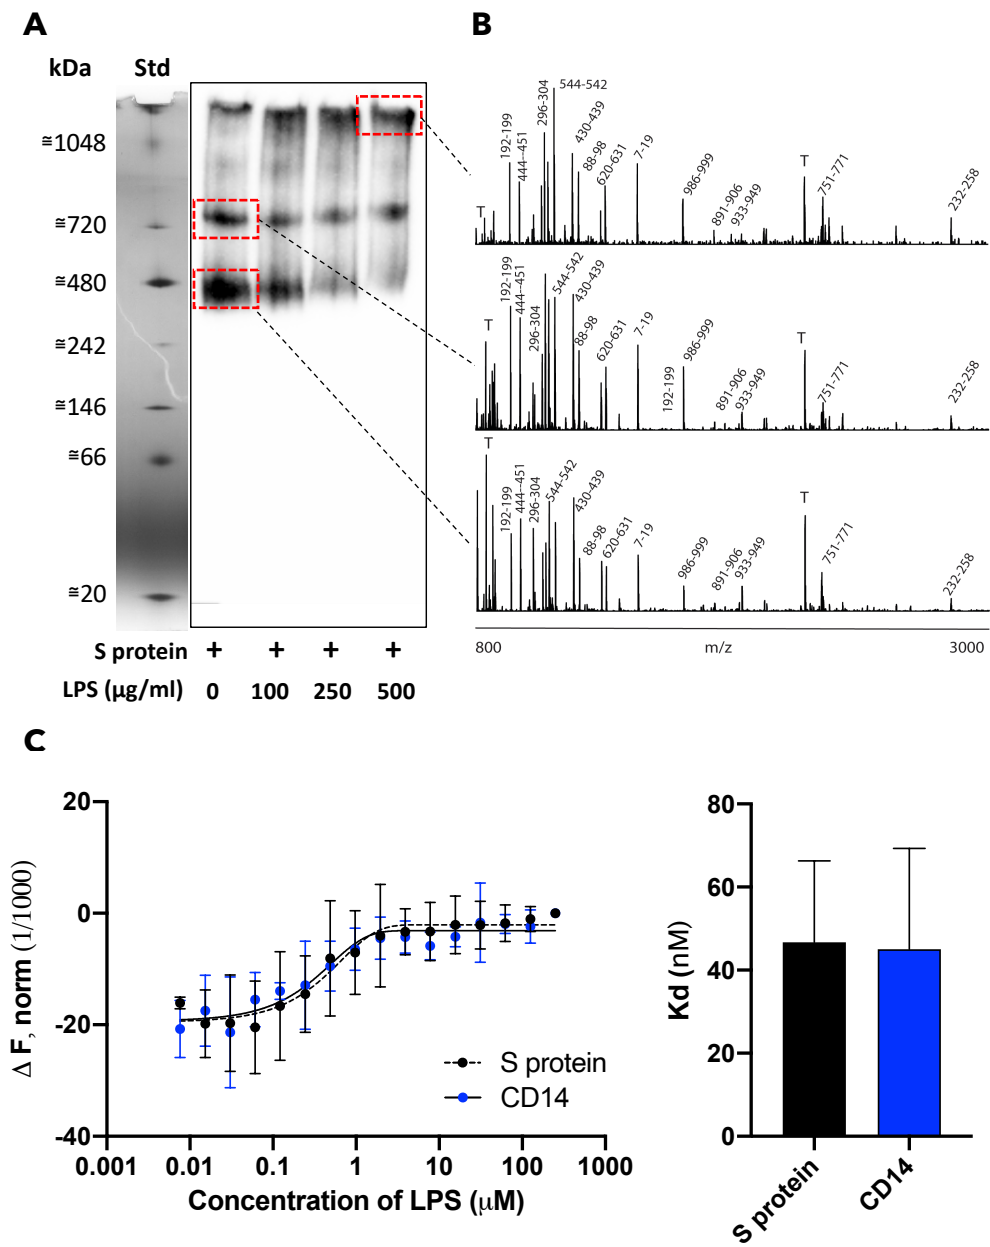 A
B
kDa Std
≅1048
≅720
≅480
≅242
≅146
≅66
≅20
S protein + + + +
LPS (µg/ml) 0 100 250 500
T
192-199
444--451
296-304
544-542
430-439
88-98
620-631
7-19
986-999
891-906
933-949
T
751-771
232-258
T
192-199
444--451
296-304
544-542
430-439
88-98
620-631
7-19
192-199
986-999
891-906
933-949
T
751-771
232-258
T
192-199
444--451
296-304
544-542
430-439
88-98
620-631
7-19
986-999
891-906
933-949
T
751-771
232-258
800 m/z 3000
C
Δ F, norm (1/1000)
20
0
-20
-40
0.001 0.01 0.1 1 10 100 1000
Concentration of LPS (µM)
S protein
CD14
Kd (nM)
80
60
40
20
0
S protein
CD14